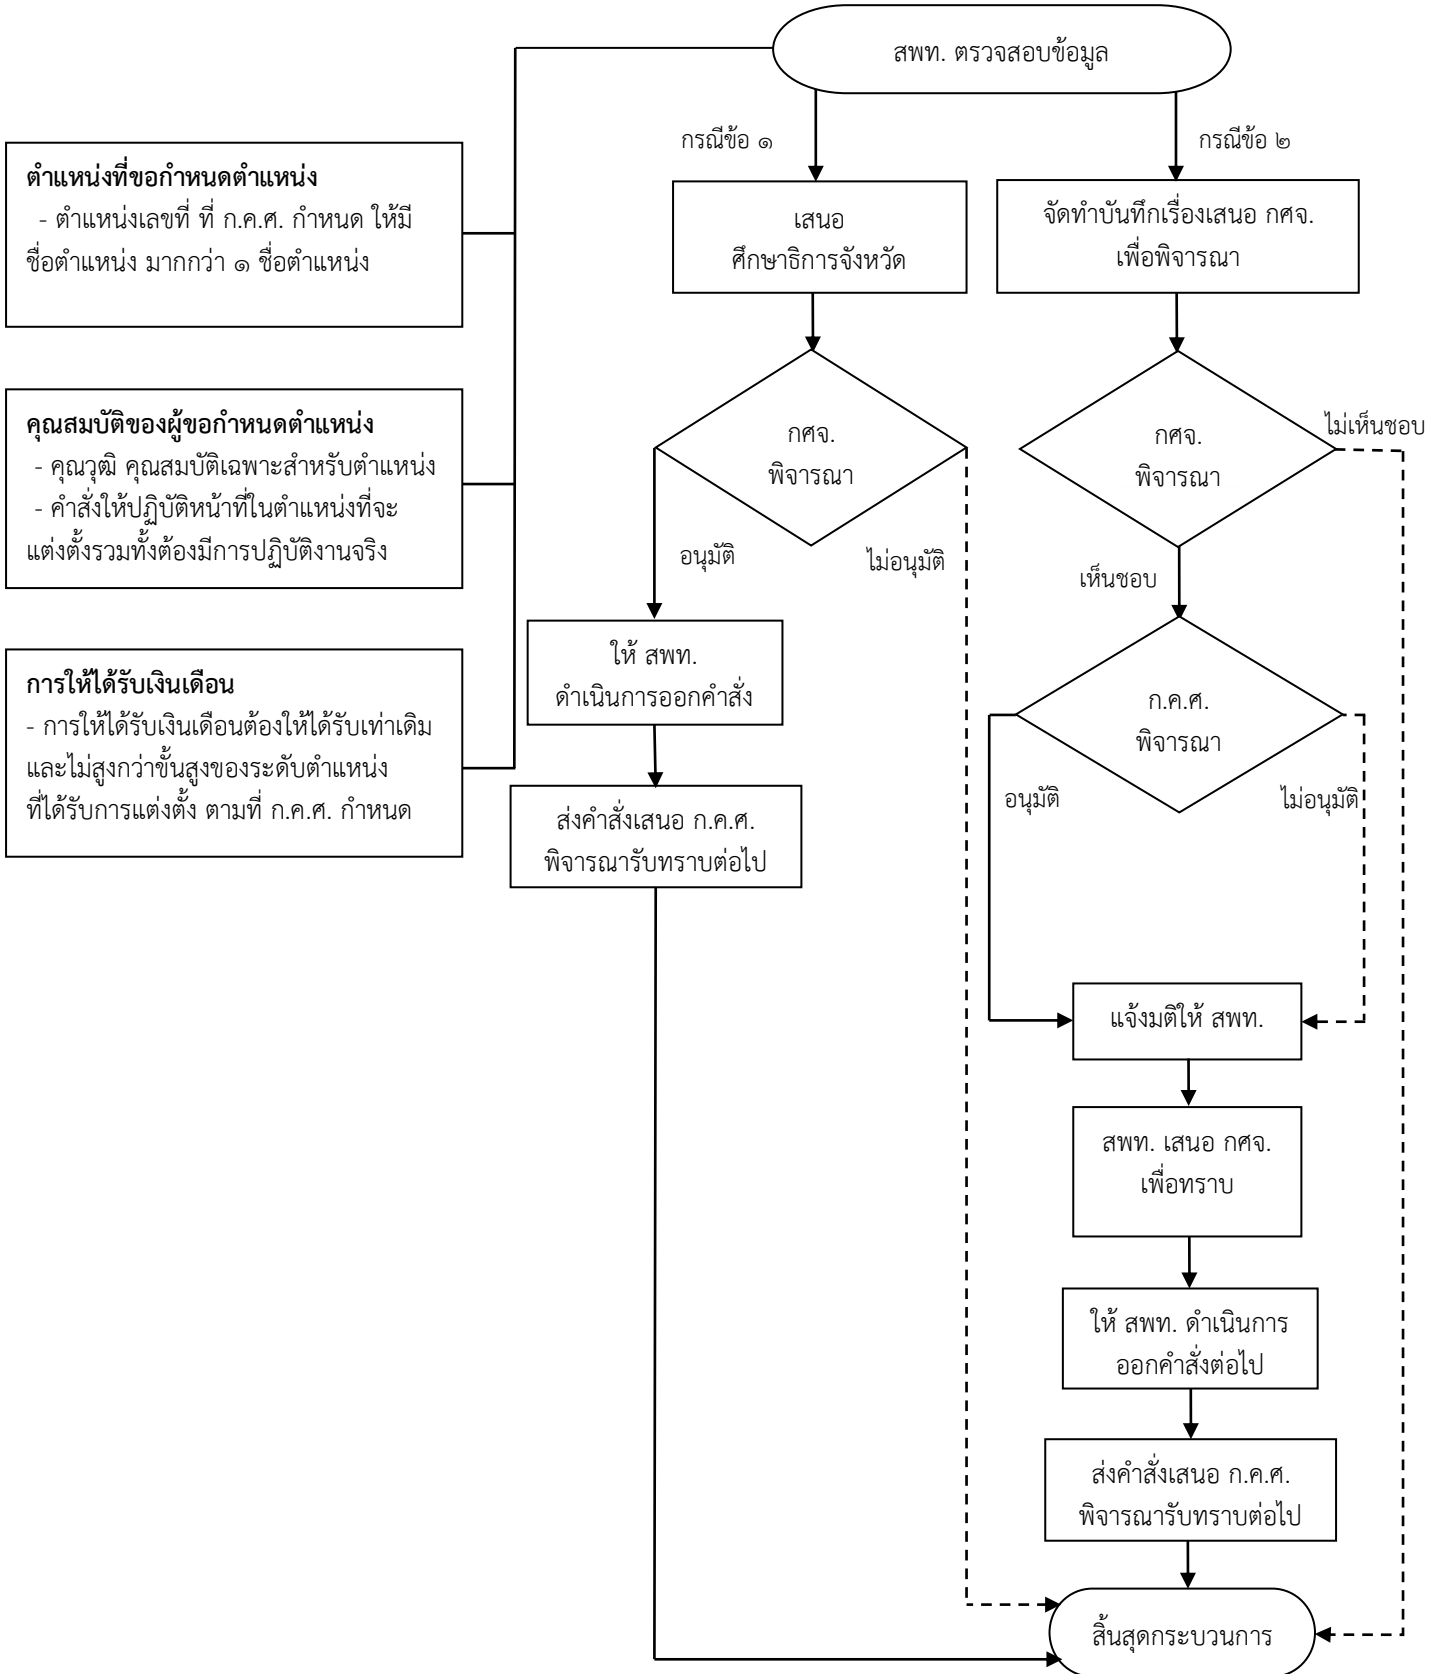 สพท. ตรวจสอบข้อมูล
กรณีข้อ ๑
กรณีข้อ ๒
ตำแหน่งที่ขอกำหนดตำแหน่ง
- ตำแหน่งเลขที่ ที่ ก.ค.ศ. กำหนด ให้มี
ชื่อตำแหน่ง มากกว่า ๑ ชื่อตำแหน่ง
เสนอ
ศึกษาธิการจังหวัด
จัดทำบันทึกเรื่องเสนอ กศจ.
เพื่อพิจารณา
คุณสมบัติของผู้ขอกำหนดตำแหน่ง
- คุณวุฒิ คุณสมบัติเฉพาะสำหรับตำแหน่ง
- คำสั่งให้ปฏิบัติหน้าที่ในตำแหน่งที่จะ
แต่งตั้งรวมทั้งต้องมีการปฏิบัติงานจริง
กศจ.
พิจารณา
กศจ.
พิจารณา
ไม่เห็นชอบ
อนุมัติ
ไม่อนุมัติ
เห็นชอบ
การให้ได้รับเงินเดือน
- การให้ได้รับเงินเดือนต้องให้ได้รับเท่าเดิม
และไม่สูงกว่าขั้นสูงของระดับตำแหน่ง
ที่ได้รับการแต่งตั้ง ตามที่ ก.ค.ศ. กำหนด
ให้ สพท.
ดำเนินการออกคำสั่ง
ก.ค.ศ.
พิจารณา
อนุมัติ
ไม่อนุมัติ
ส่งคำสั่งเสนอ ก.ค.ศ.
พิจารณารับทราบต่อไป
แจ้งมติให้ สพท.
สพท. เสนอ กศจ.
เพื่อทราบ
ให้ สพท. ดำเนินการ
ออกคำสั่งต่อไป
ส่งคำสั่งเสนอ ก.ค.ศ.
พิจารณารับทราบต่อไป
สิ้นสุดกระบวนการ